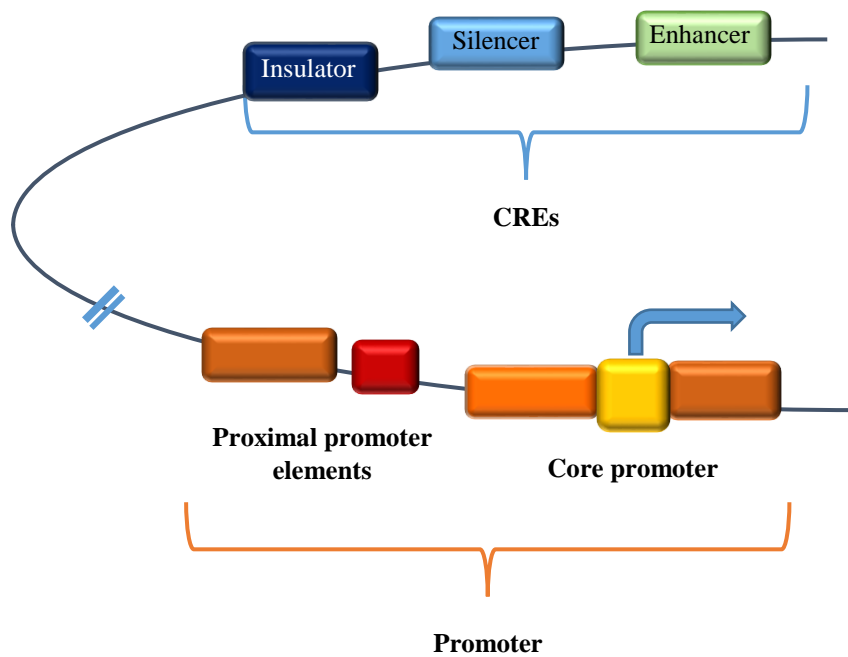 Insulator
Silencer
Enhancer
CREs
Proximal promoter
elements
Core promoter
Promoter